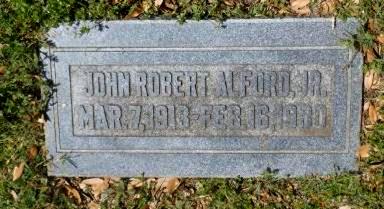 JOHN ROBERT ALFORD, JR.
MAR. 7, 1913 - FEB. 16, 1980